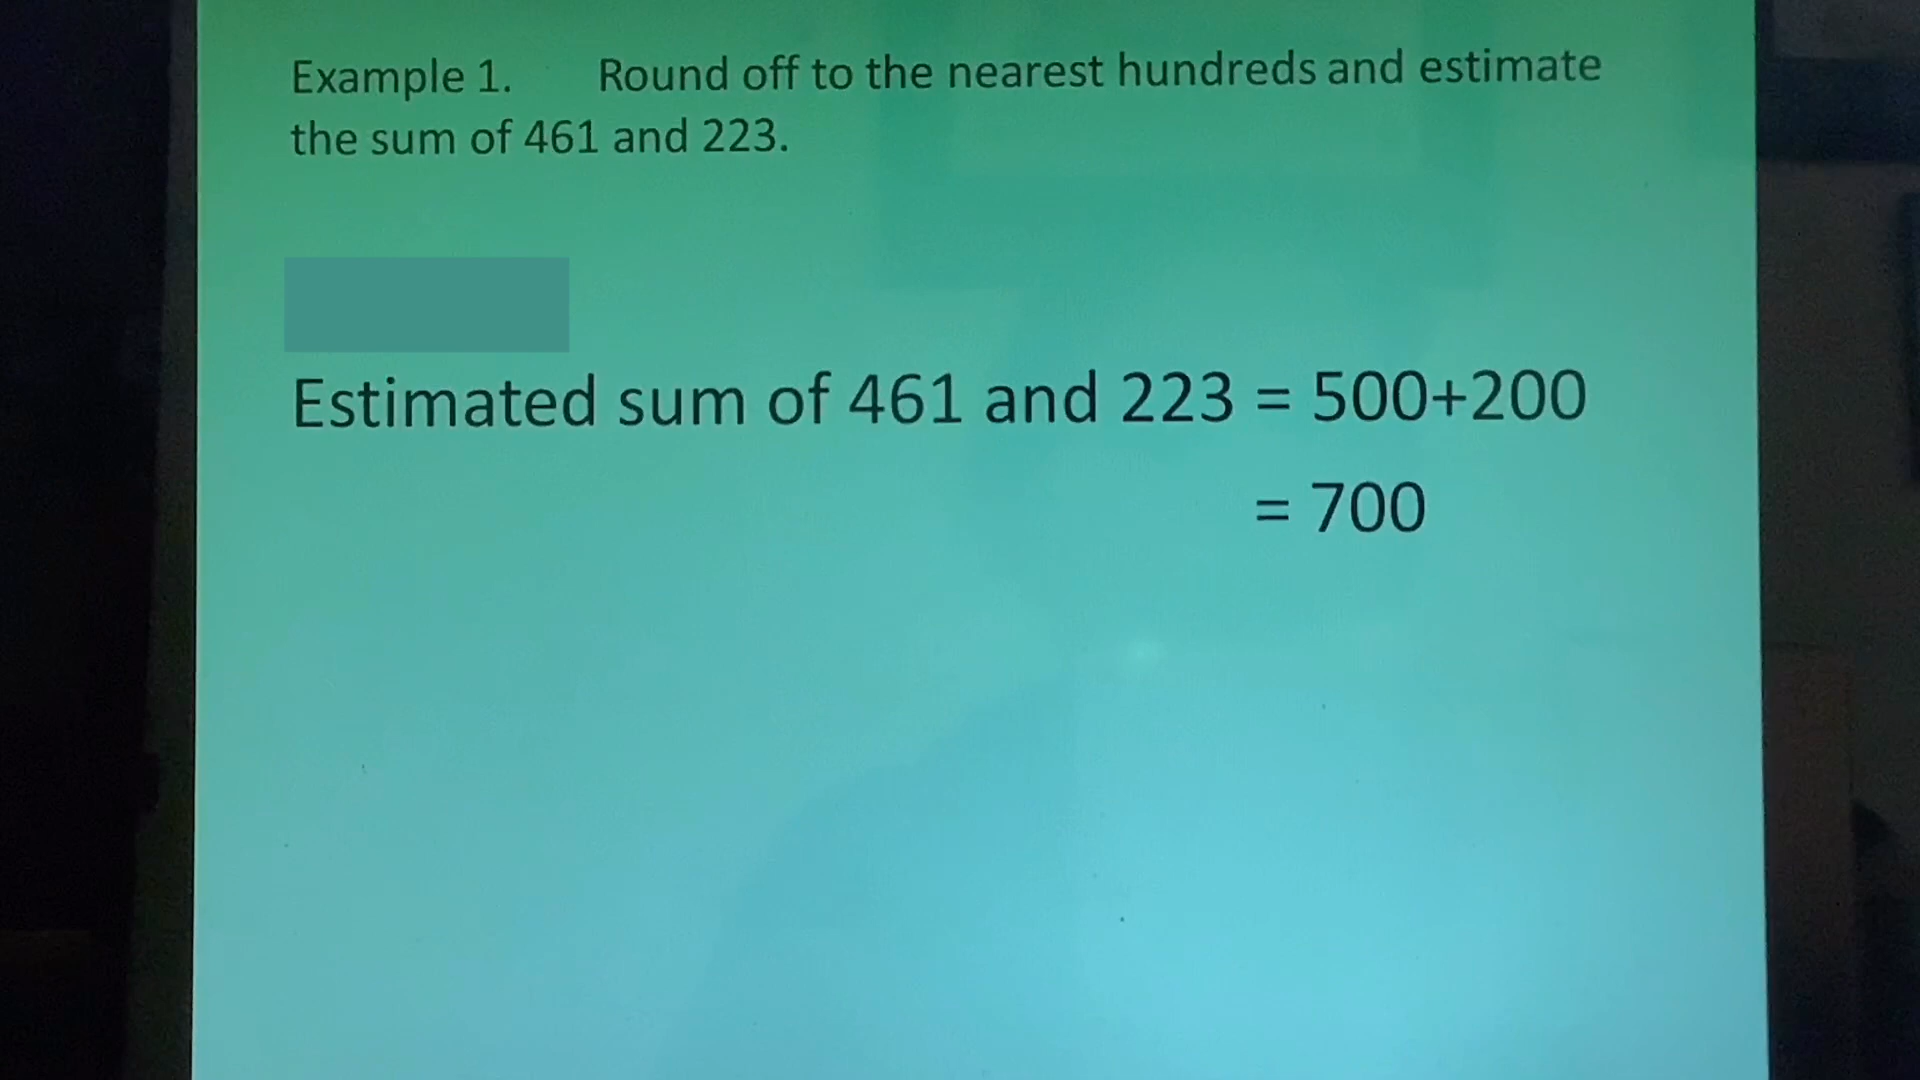 Example 1. Round off to the nearest hundreds and estimate
the sum of 461 and 223.
Estimated sum of 461 and 223 = 500+200
= 700